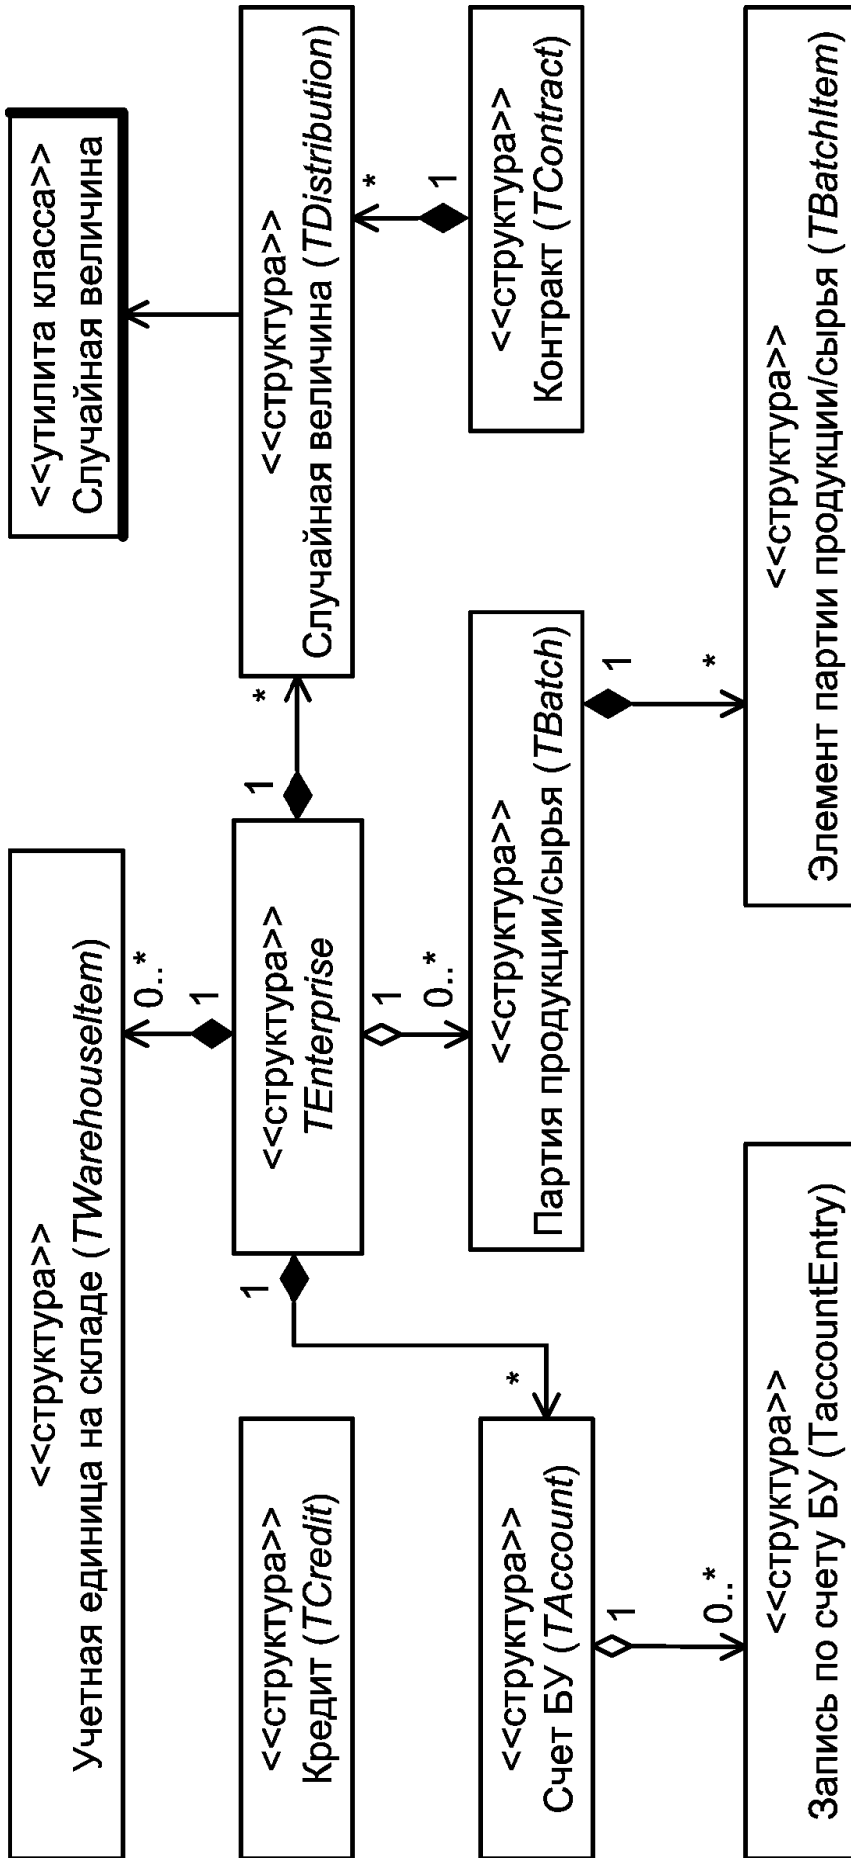 <<структура>>
Учетная единица на складе (TWarehouseItem)
<<утилита класса>>
Случайная величина
0..*
1
<<структура>>
Кредит (TCredit)
<<структура>>
TEnterprise
1
*
<<структура>>
Случайная величина (TDistribution)
1
*
1
0..*
*
1
<<структура>>
Счет БУ (TAccount)
<<структура>>
Партия продукции/сырья (TBatch)
<<структура>>
Контракт (TContract)
1
0..*
1
*
<<структура>>
Запись по счету БУ (TaccountEntry)
<<структура>>
Элемент партии продукции/сырья (TBatchItem)